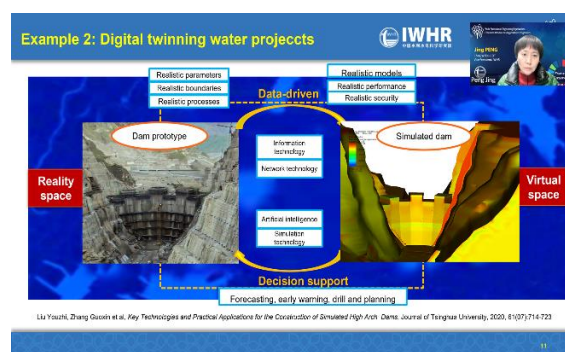 Example 2: Digital twinning water projeccts
IWHR
Jing PENG
Peng Jing
Realistic parameters
Realistic boundaries
Realistic processes
Realistic models
Realistic performance
Realistic security
Data-driven
Dam prototype
Simulated dam
Information
technology
Network technology
Reality
space
Virtual
space
Artificial intelligence
Simulation
technology
Decision support
Forecasting, early warning, drill and planning
Liu Youzhi, Zhang Guoxin et al. Key Technologies and Practical Applications for the Construction of Simulated High Arch Dams. Journal of Tsinghua University, 2020, 61(07):714-723
11